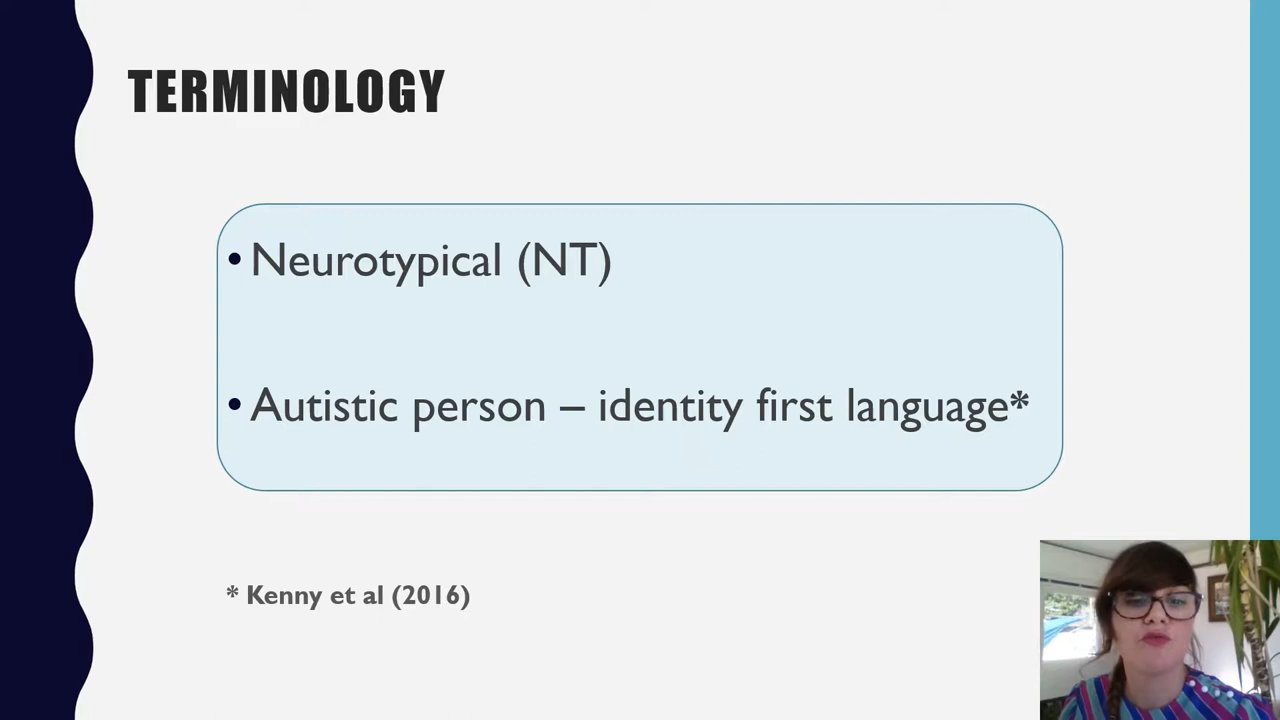 TERMINOLOGY
• Neurotypical (NT)
• Autistic person – identity first language*
* Kenny et al (2016)